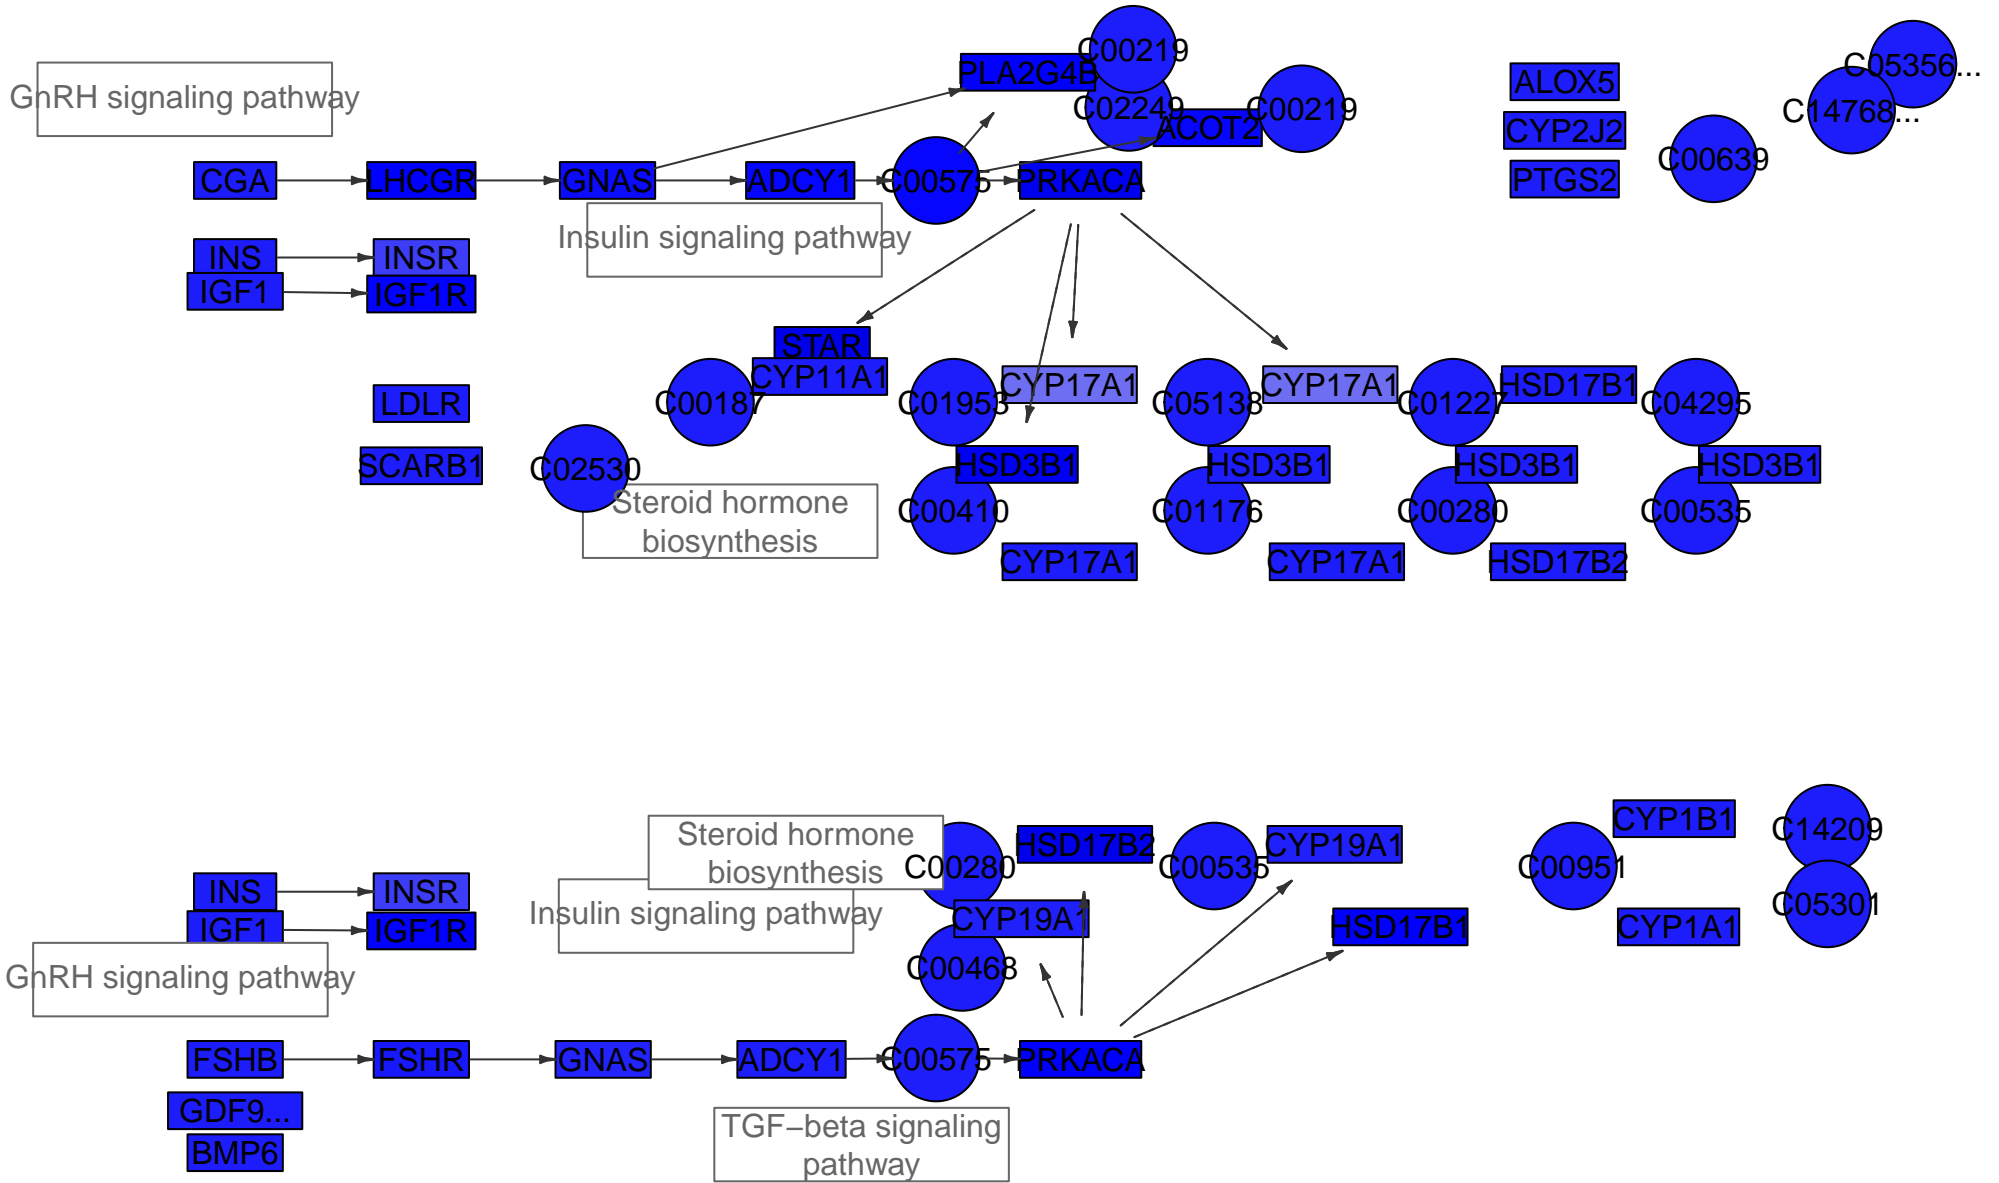 C00219
C05356...
PLA2G4B
ALOX5
GnRH signaling pathway
C02249
C00219
C14768...
ACOT2
CYP2J2
C00639
CGA
LHCGR
GNAS
ADCY1
C00575
PRKACA
PTGS2
Insulin signaling pathway
INS
INSR
IGF1
IGF1R
STAR
CYP11A1
CYP17A1
CYP17A1
HSD17B1
LDLR
C00187
C01953
C05138
C01227
C04295
SCARB1
C02530
HSD3B1
HSD3B1
HSD3B1
HSD3B1
Steroid hormone
biosynthesis
C00410
C01176
C00280
C00535
CYP17A1
CYP17A1
HSD17B2
Steroid hormone
biosynthesis
C00280
HSD17B2
C00535
CYP19A1
C00951
CYP1B1
C14209
INS
INSR
Insulin signaling pathway
CYP19A1
C05301
IGF1
IGF1R
HSD17B1
CYP1A1
GnRH signaling pathway
C00468
FSHB
FSHR
GNAS
ADCY1
C00575
PRKACA
GDF9...
TGF−beta signaling
pathway
BMP6